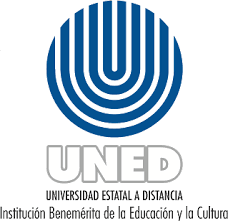 UNED
UNIVERSIDAD ESTATAL A DISTANCIA
Institución Benemérita de la Educación y la Cultura